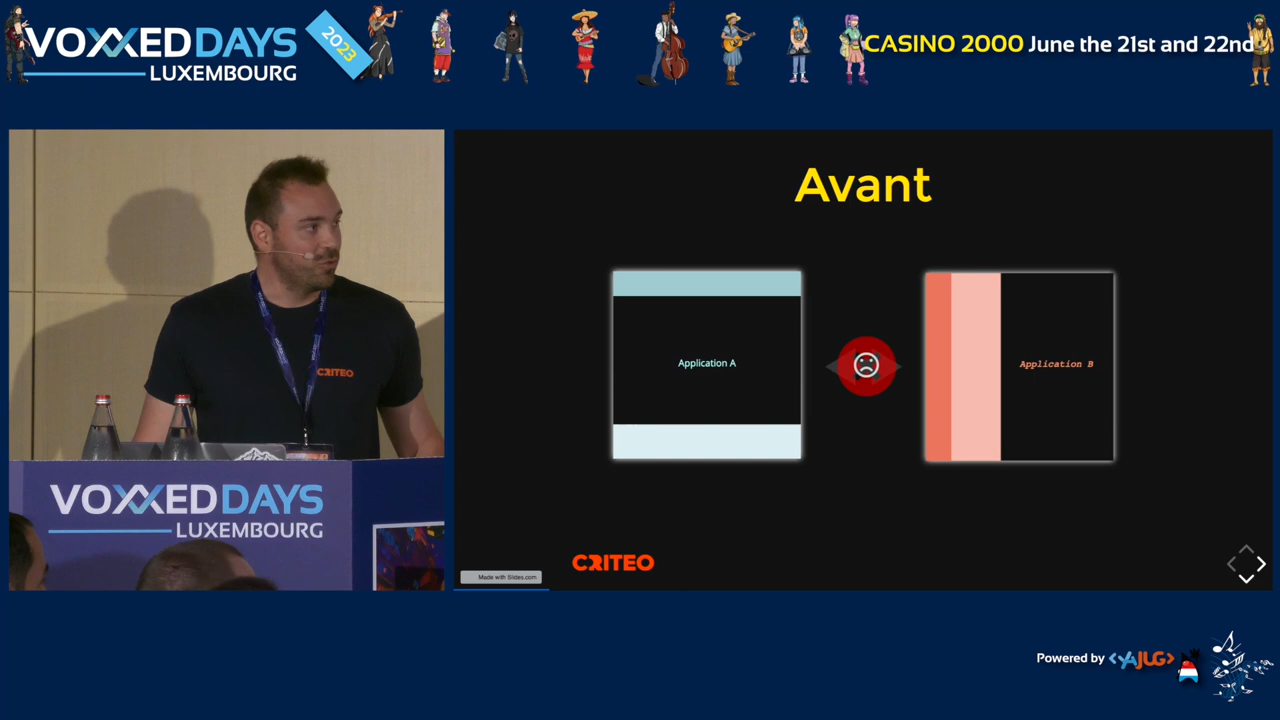 VOXXED DAYS
LUXEMBOURG
2023
CASINO 2000 June the 21st and 22nd
Avant
Application A
Application B
CRITEO
VOXXED DAYS
LUXEMBOURG
CRITEO
Made with Slides.com
Powered by <YAJUG>